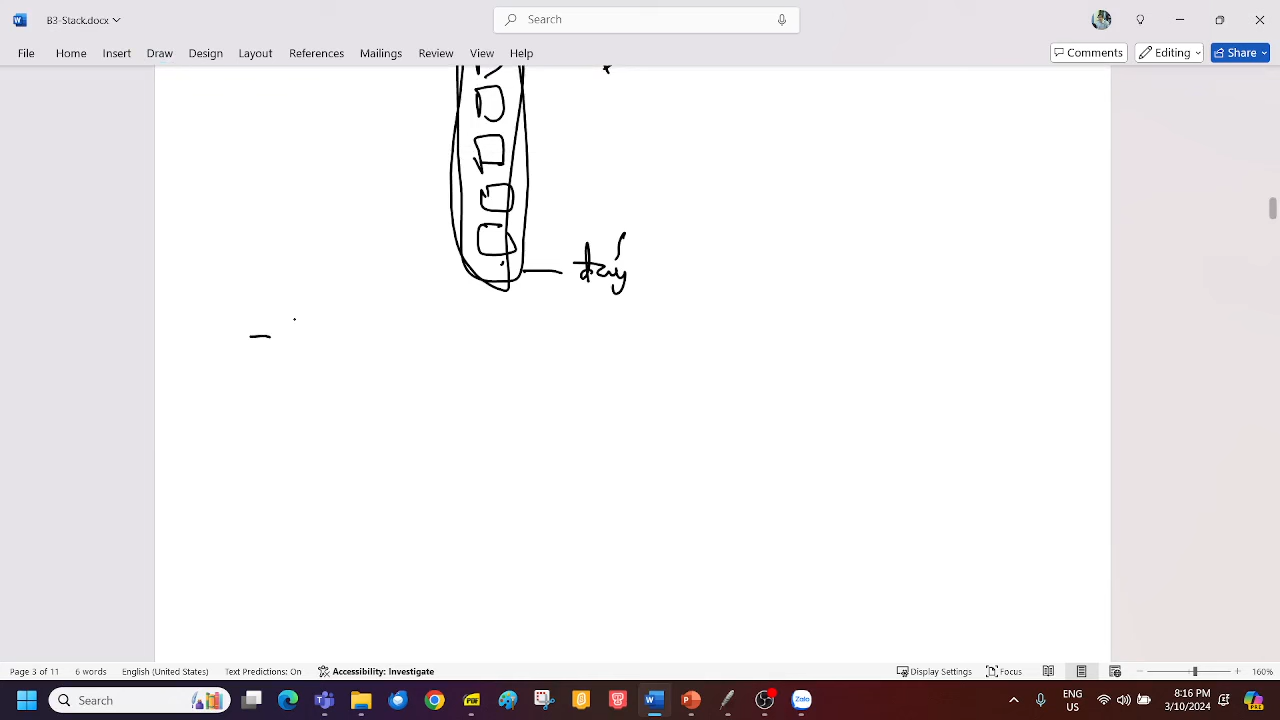 B3-Stack.docx
Search
File Home Insert Draw Design Layout References Mailings Review View Help
Comments Editing Share
đáy
Page 3 of 11 6 words English (United States) Text Predictions: On Accessibility: Investigate Display Settings Focus 160%
Search
PDF
Zalo
ENG
US
8:16 PM
3/10/2024